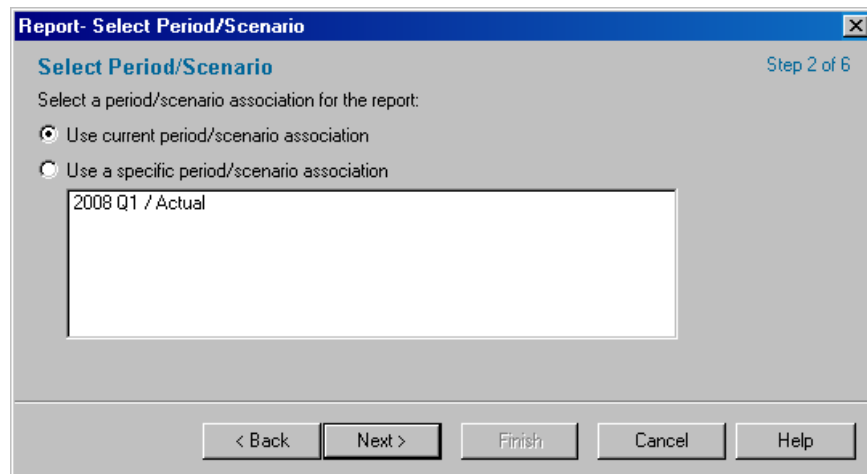 Report- Select Period/Scenario
Select Period/Scenario
Step 2 of 6
Select a period/scenario association for the report:
Use current period/scenario association
Use a specific period/scenario association
2008 Q1 / Actual
< Back
Next >
Finish
Cancel
Help